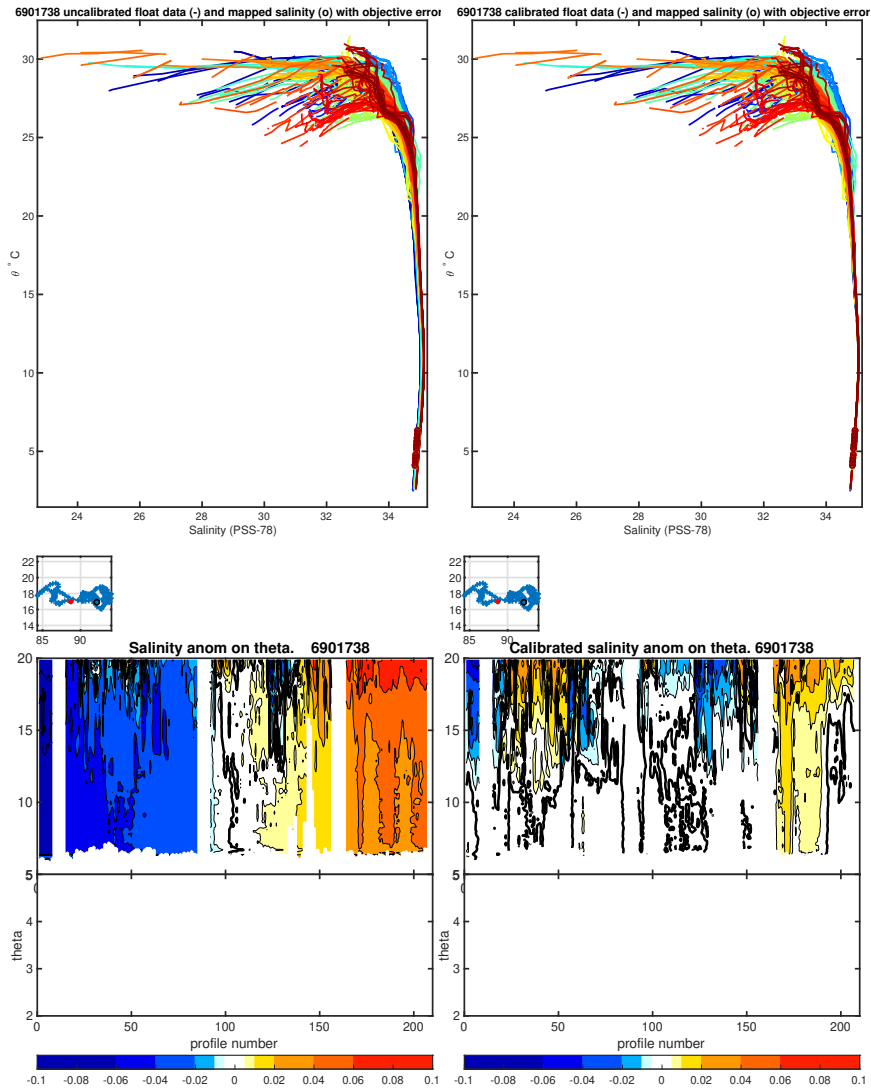 6901738 uncalibrated float data (-) and mapped salinity (o) with objective error
6901738 calibrated float data (-) and mapped salinity (o) with objective error
30
25
20
15
10
5
θ ° C
24 26 28 30 32 34
Salinity (PSS-78)
30
25
20
15
10
5
θ ° C
24 26 28 30 32 34
Salinity (PSS-78)
22
20
18
16
14
85 90
22
20
18
16
14
85 90
Salinity anom on theta. 6901738
20
15
10
5
5
4
3
2
theta
0 50 100 150 200
profile number
-0.1 -0.06 -0.04 -0.02 -0.01 0 0.01 0.02 0.04 0.06 0.1
Calibrated salinity anom on theta. 6901738
20
15
10
5
5
4
3
2
theta
0 50 100 150 200
profile number
-0.1 -0.06 -0.04 -0.02 -0.01 0 0.01 0.02 0.04 0.06 0.1